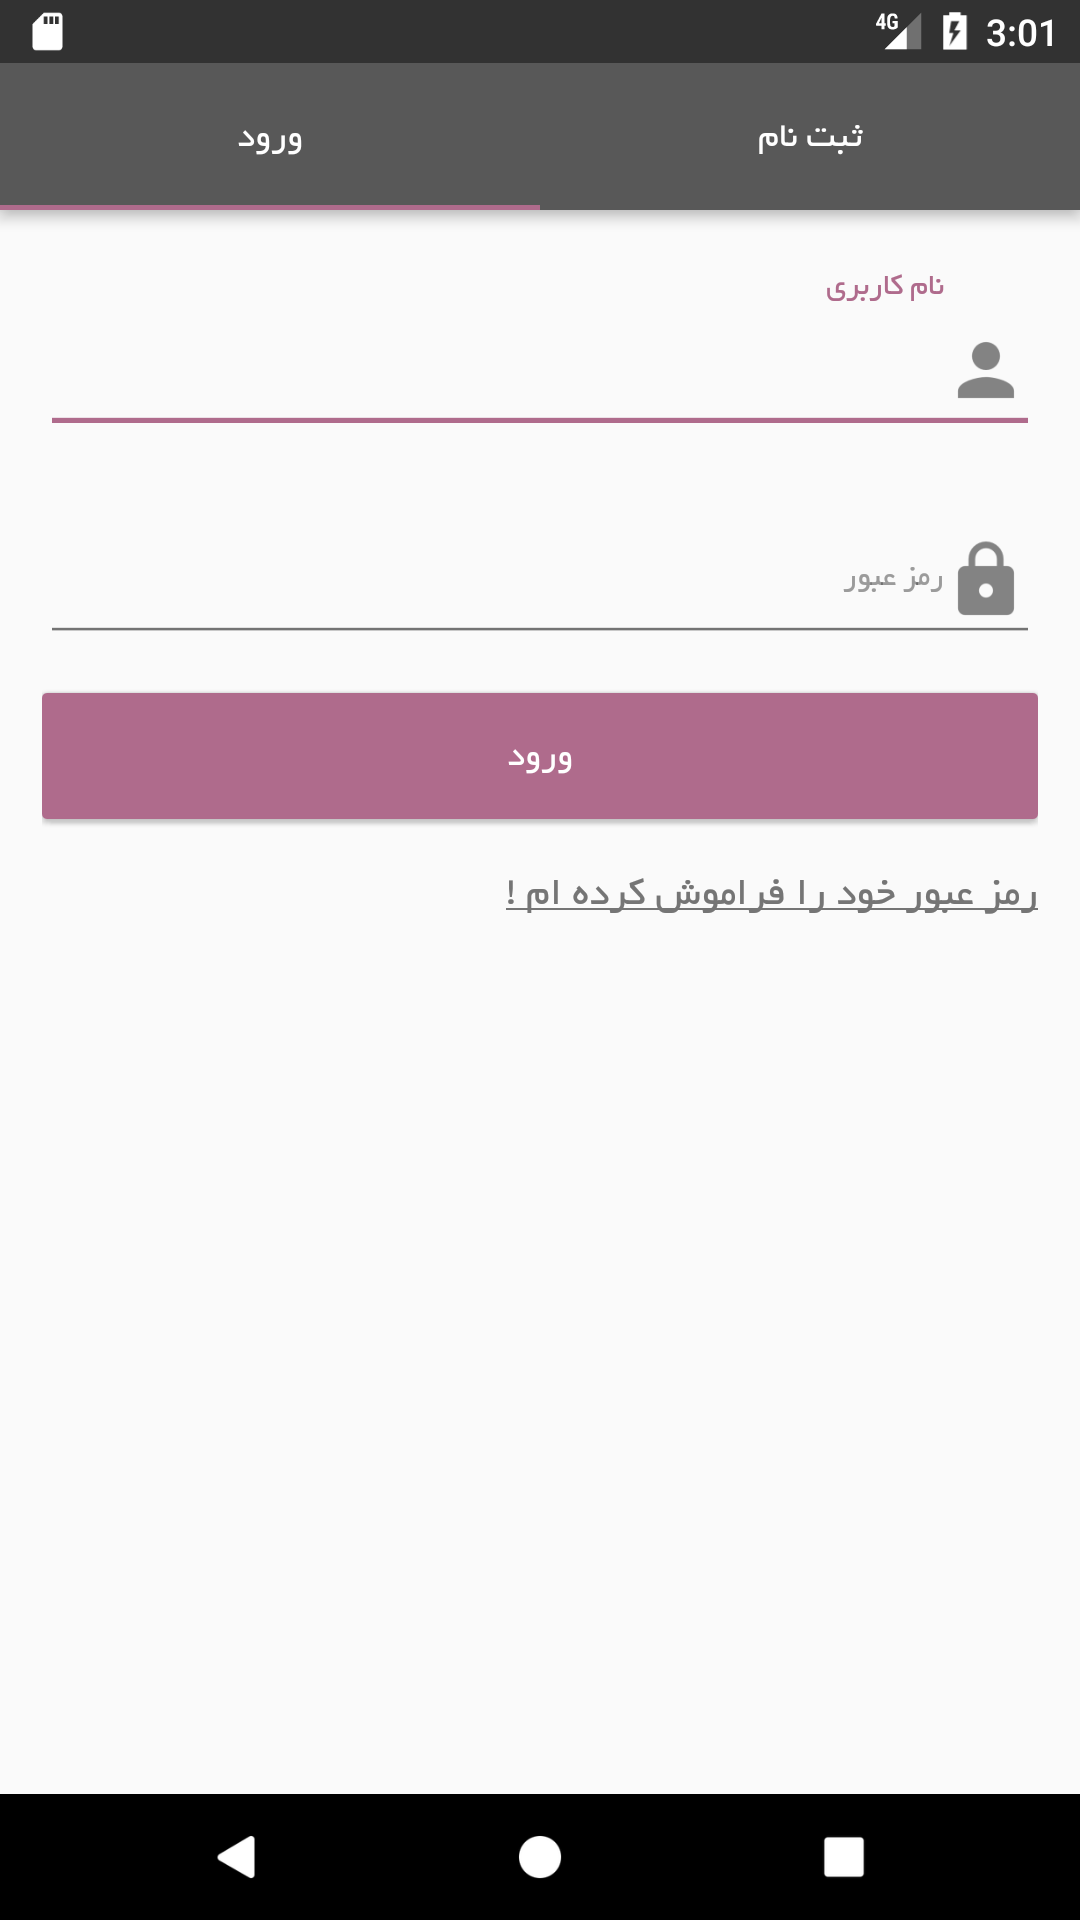 4G 3:01
ثبت نام
ورود
نام کاربری
رمز عبور
ورود
رمز عبور خود را فراموش کرده ام !